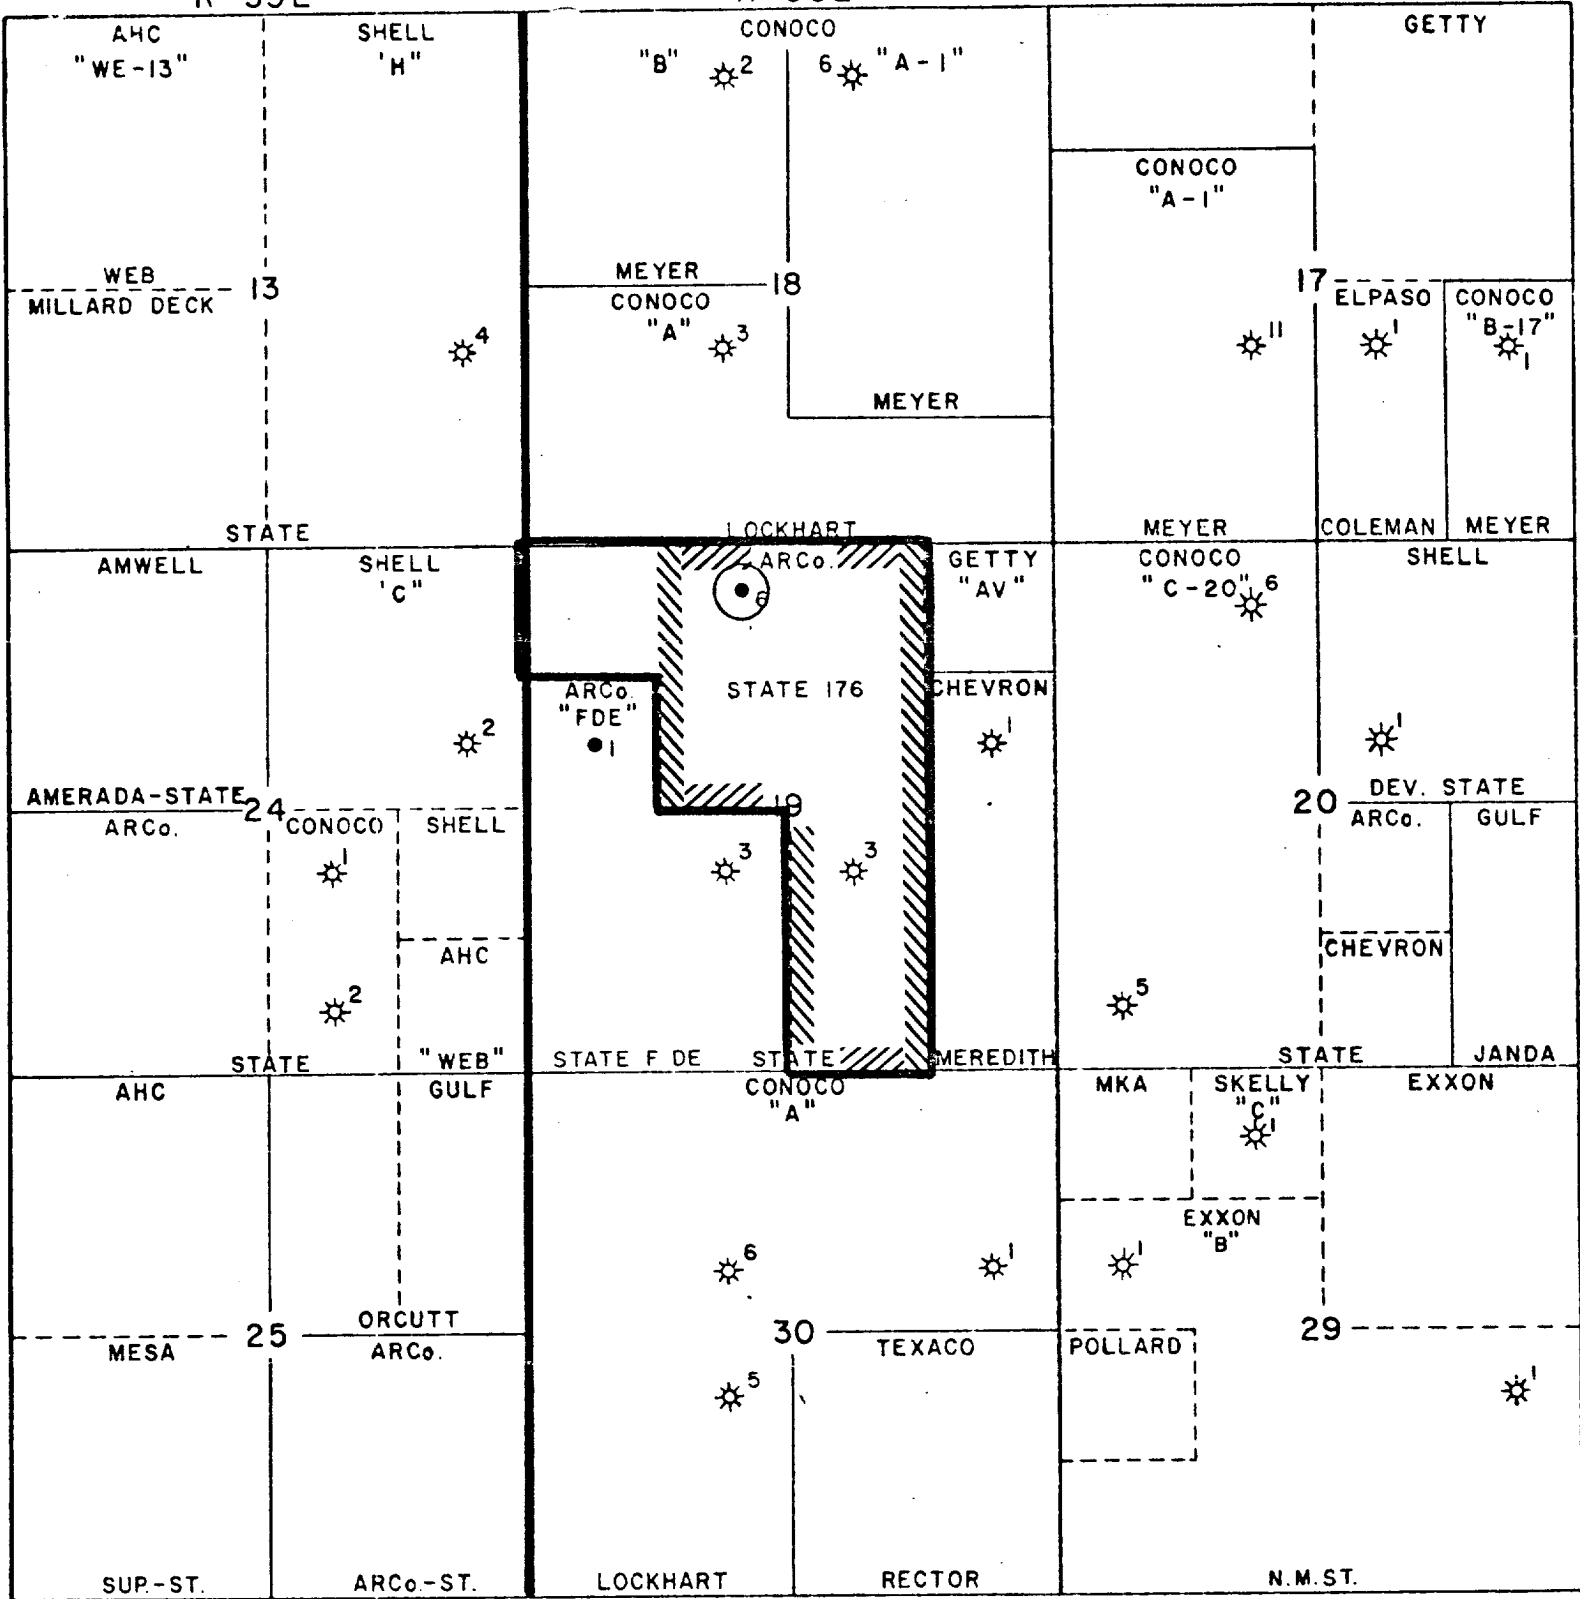 AHC
"WE-13"
SHELL
'H"
CONOCO
"B"
2
6
"A-1"
GETTY
CONOCO
"A-1"
WEB
13
MILLARD DECK
4
MEYER
18
CONOCO
"A"
3
MEYER
17
11
ELPASO
1
CONOCO
"B-17"
1
STATE
LOCKHART
MEYER
COLEMAN
MEYER
AMWELL
SHELL
'C"
ARCo.
6
GETTY
"AV"
CONOCO
"C-20"
6
SHELL
2
ARCo.
"FDE"
1
STATE 176
CHEVRON
1
1
AMERADA-STATE
24
19
20
DEV. STATE
ARCo.
CONOCO
1
SHELL
3
3
ARCo.
GULF
AHC
CHEVRON
2
5
STATE
"WEB"
STATE F DE
STATE
MEREDITH
STATE
JANDA
AHC
GULF
CONOCO
"A"
MKA
SKELLY
"C"
1
EXXON
EXXON
"B"
6
1
1
ORCUTT
25
MESA
ARCo.
30
TEXACO
POLLARD
29
5
1
SUP.-ST.
ARCo.-ST.
LOCKHART
RECTOR
N.M.ST.